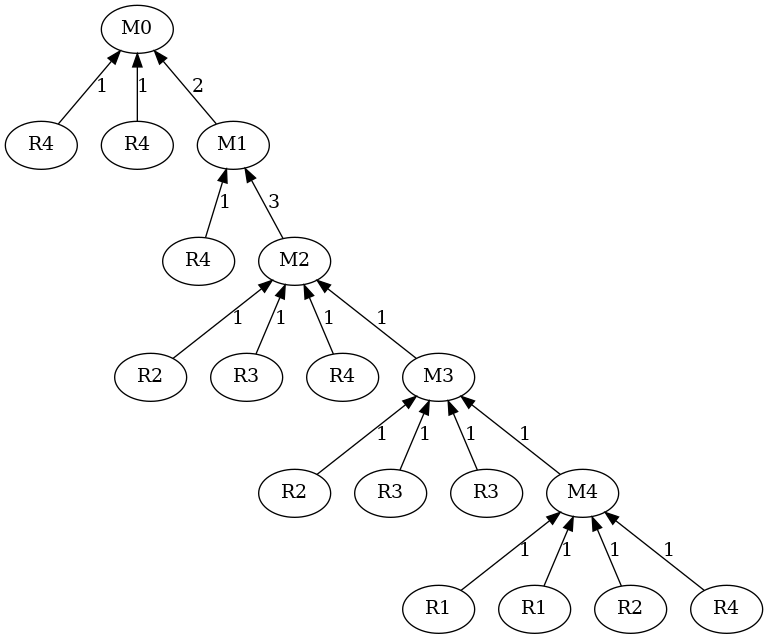 M0
1 1 2
R4 R4 M1
1 3
R4 M2
1 1 1 1
R2 R3 R4 M3
1 1 1 1
R2 R3 R3 M4
1 1 1 1
R1 R1 R2 R4